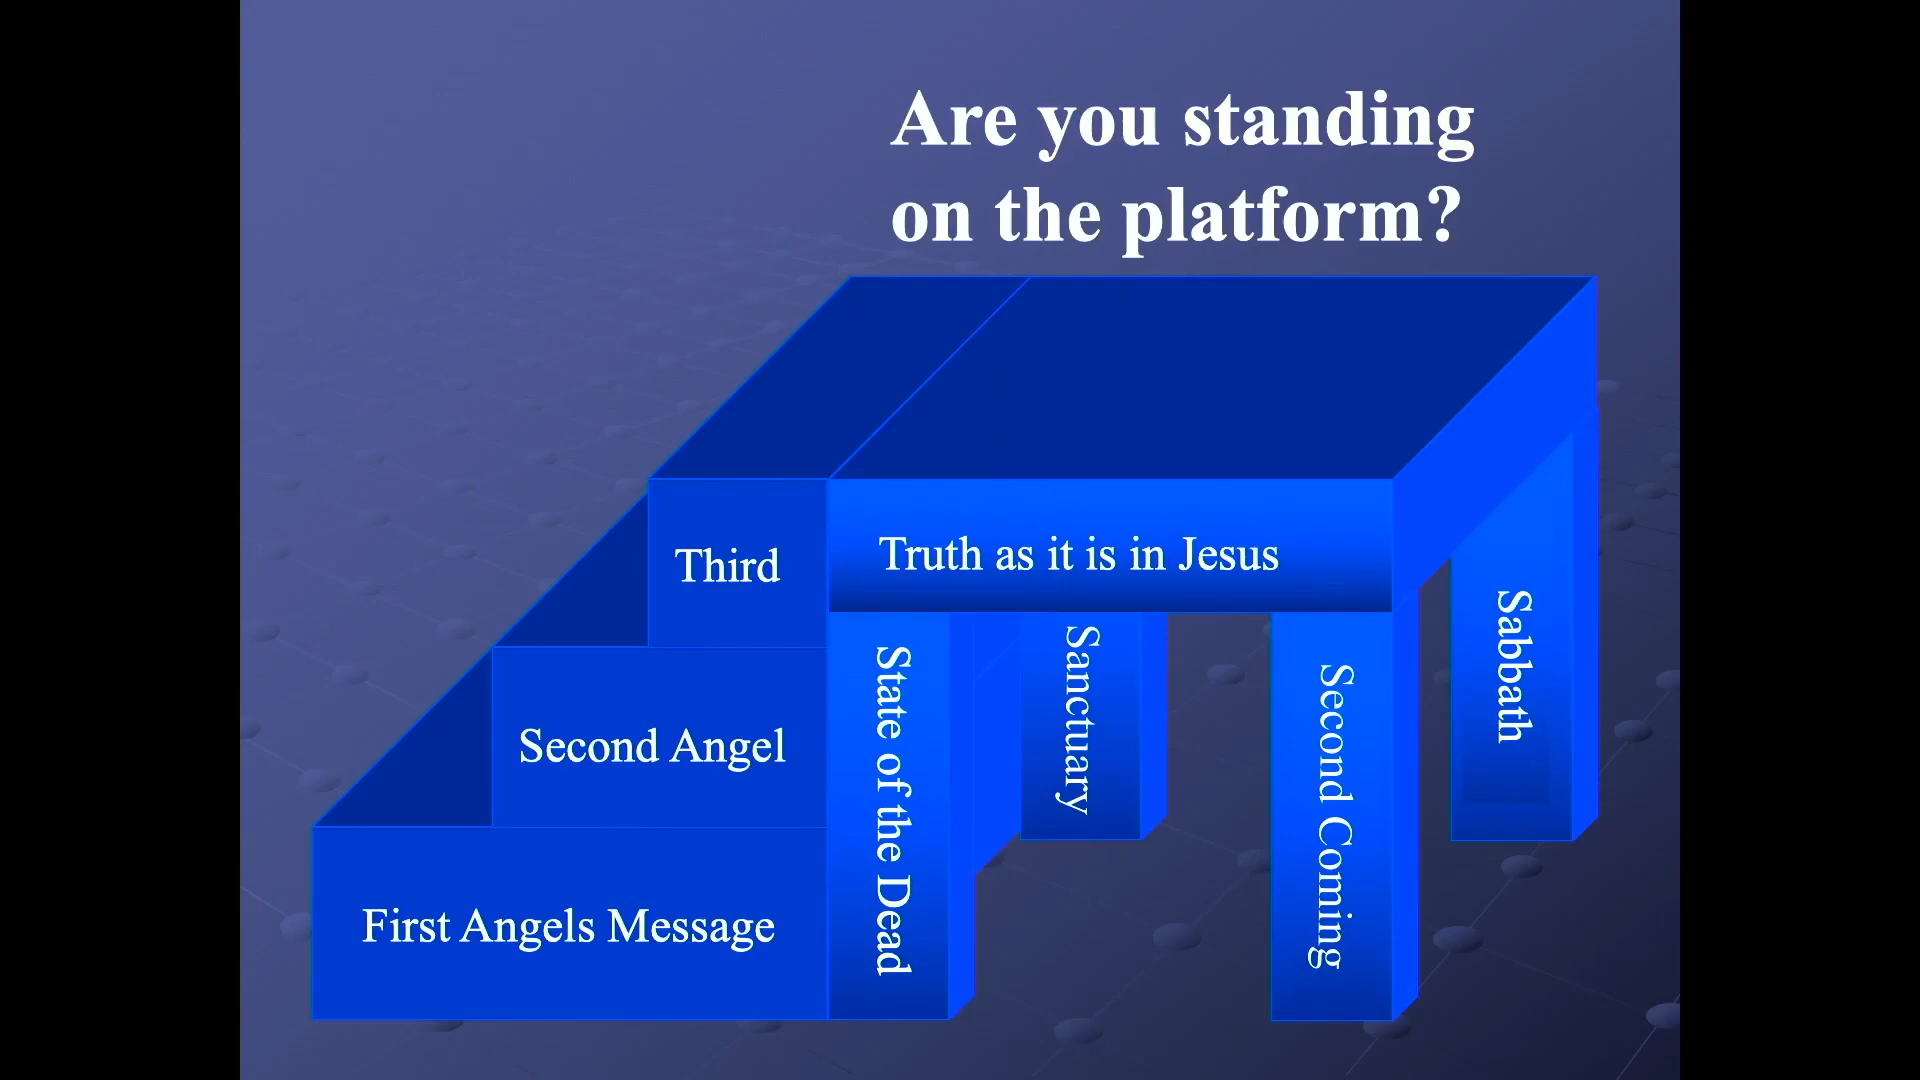 Are you standing
on the platform?
Third
Truth as it is in Jesus
Second Angel
First Angels Message
State of the Dead
Sanctuary
Second Coming
Sabbath